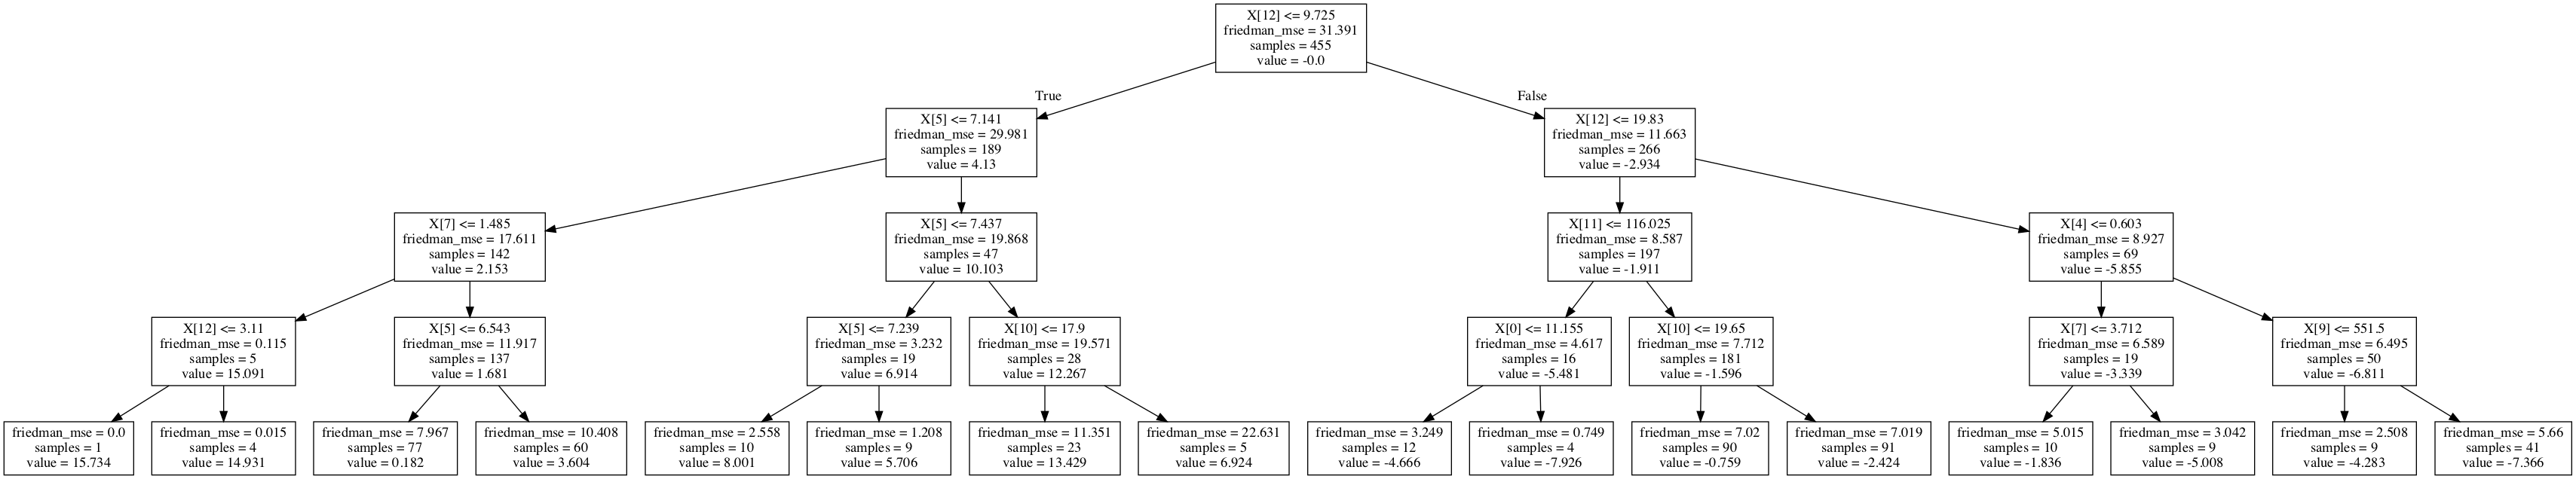 X[12] <= 9.725
friedman_mse = 31.391
samples = 455
value = -0.0
True
False
X[5] <= 7.141
friedman_mse = 29.981
samples = 189
value = 4.13
X[12] <= 19.83
friedman_mse = 11.663
samples = 266
value = -2.934
X[7] <= 1.485
friedman_mse = 17.611
samples = 142
value = 2.153
X[5] <= 7.437
friedman_mse = 19.868
samples = 47
value = 10.103
X[11] <= 116.025
friedman_mse = 8.587
samples = 197
value = -1.911
X[4] <= 0.603
friedman_mse = 8.927
samples = 69
value = -5.855
X[12] <= 3.11
friedman_mse = 0.115
samples = 5
value = 15.091
X[5] <= 6.543
friedman_mse = 11.917
samples = 137
value = 1.681
X[5] <= 7.239
friedman_mse = 3.232
samples = 19
value = 6.914
X[10] <= 17.9
friedman_mse = 19.571
samples = 28
value = 12.267
X[0] <= 11.155
friedman_mse = 4.617
samples = 16
value = -5.481
X[10] <= 19.65
friedman_mse = 7.712
samples = 181
value = -1.596
X[7] <= 3.712
friedman_mse = 6.589
samples = 19
value = -3.339
X[9] <= 551.5
friedman_mse = 6.495
samples = 50
value = -6.811
friedman_mse = 0.0
samples = 1
value = 15.734
friedman_mse = 0.015
samples = 4
value = 14.931
friedman_mse = 7.967
samples = 77
value = 0.182
friedman_mse = 10.408
samples = 60
value = 3.604
friedman_mse = 2.558
samples = 10
value = 8.001
friedman_mse = 1.208
samples = 9
value = 5.706
friedman_mse = 11.351
samples = 23
value = 13.429
friedman_mse = 22.631
samples = 5
value = 6.924
friedman_mse = 3.249
samples = 12
value = -4.666
friedman_mse = 0.749
samples = 4
value = -7.926
friedman_mse = 7.02
samples = 90
value = -0.759
friedman_mse = 7.019
samples = 91
value = -2.424
friedman_mse = 5.015
samples = 10
value = -1.836
friedman_mse = 3.042
samples = 9
value = -5.008
friedman_mse = 2.508
samples = 9
value = -4.283
friedman_mse = 5.66
samples = 41
value = -7.366